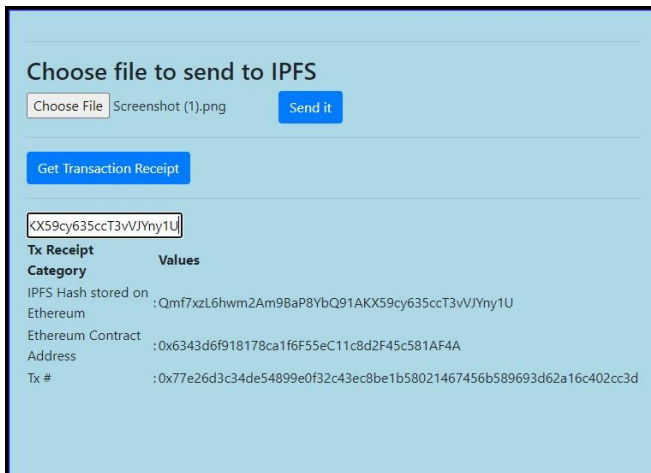 Choose file to send to IPFS
Choose File Screenshot (1).png Send it
Get Transaction Receipt
KX59cy635ccT3vVJYny1U
Tx Receipt
Category Values
IPFS Hash stored on
Ethereum :Qmf7xzL6hwm2Am9BaP8YbQ91AKX59cy635ccT3vVJYny1U
Ethereum Contract
Address :0x6343d6f918178ca1f6F55eC11c8d2F45c581AF4A
Tx # :0x77e26d3c34de54899e0f32c43ec8be1b58021467456b589693d62a16c402cc3d